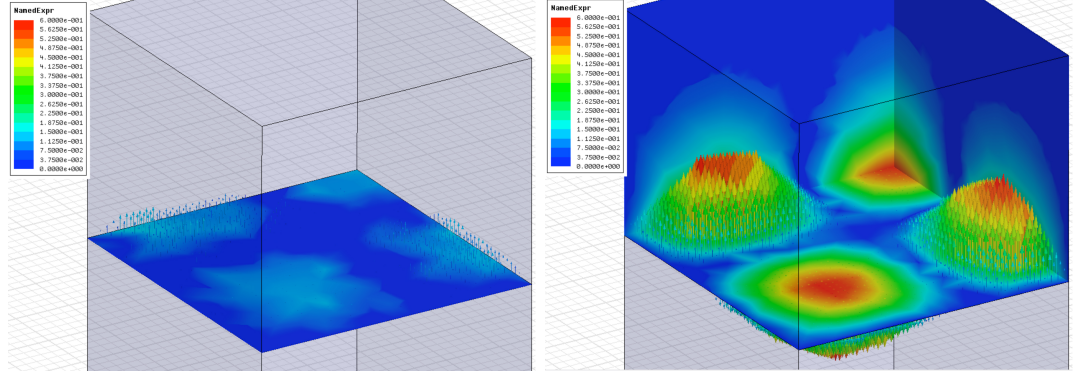 NamedExpr
6.0000e-001
5.6250e-001
5.2500e-001
4.8750e-001
4.5000e-001
4.1250e-001
3.7500e-001
3.3750e-001
3.0000e-001
2.6250e-001
2.2500e-001
1.8750e-001
1.5000e-001
1.1250e-001
7.5000e-002
3.7500e-002
0.0000e+000
NamedExpr
6.0000e-001
5.6250e-001
5.2500e-001
4.8750e-001
4.5000e-001
4.1250e-001
3.7500e-001
3.3750e-001
3.0000e-001
2.6250e-001
2.2500e-001
1.8750e-001
1.5000e-001
1.1250e-001
7.5000e-002
3.7500e-002
0.0000e+000